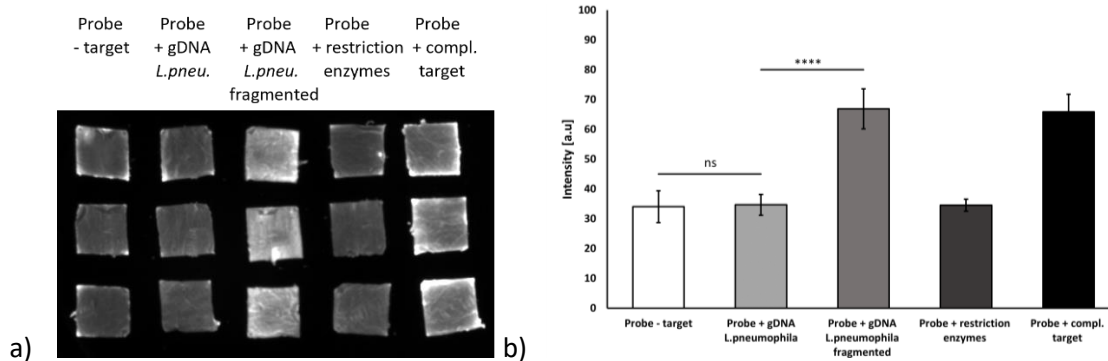 Probe
- target
Probe
+ gDNA
L.pneu.
Probe
+ gDNA
L.pneu.
fragmented
Probe
+ restriction
enzymes
Probe
+ compl.
target
a)
b)
Intensity [a.u]
100
90
80
70
60
50
40
30
20
10
0
ns
****
Probe - target
Probe + gDNA
L.pneumophila
Probe + gDNA
L.pneumophila
fragmented
Probe + restriction
enzymes
Probe + compl.
target